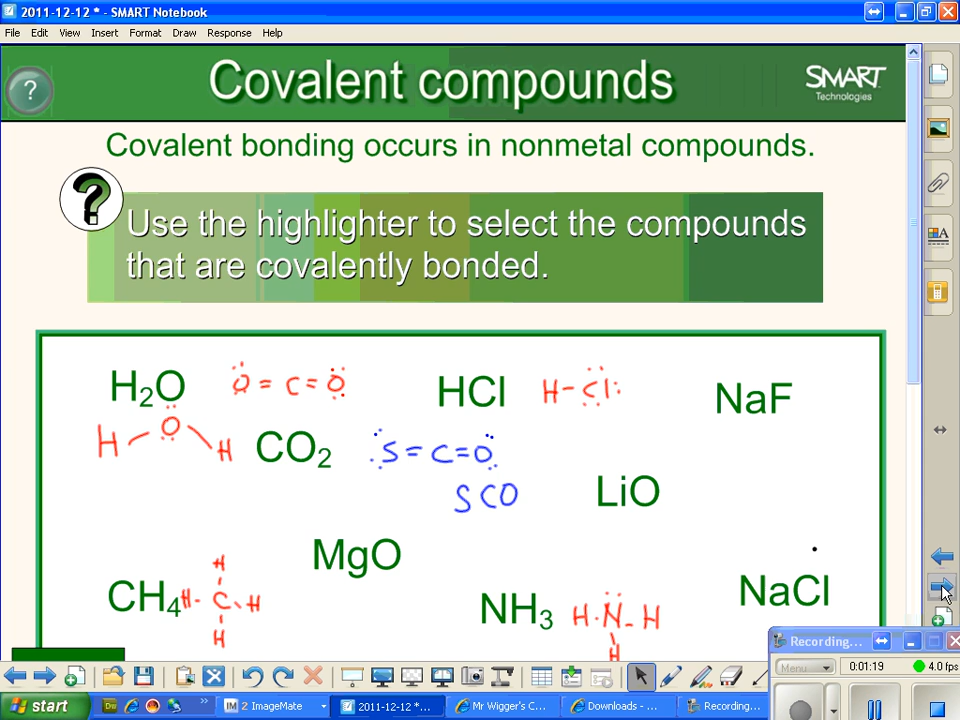 2011-12-12 * - SMART Notebook
File Edit View Insert Format Draw Response Help
?
Covalent compounds
SMART
Technologies
Covalent bonding occurs in nonmetal compounds.
?
Use the highlighter to select the compounds
that are covalently bonded.
H₂O
O = C = O
HCl
H - Cl
NaF
H O H
CO₂
S = C = O
SCO
LiO
MgO
CH₄
H
H - C - H
H
NH₃
H - N - H
H
NaCl
Recording...
Menu
0:01:19
4.0 fps
start
2 ImageMate
2011-12-12 *...
Mr Wigger's C...
Downloads - ...
Recording...